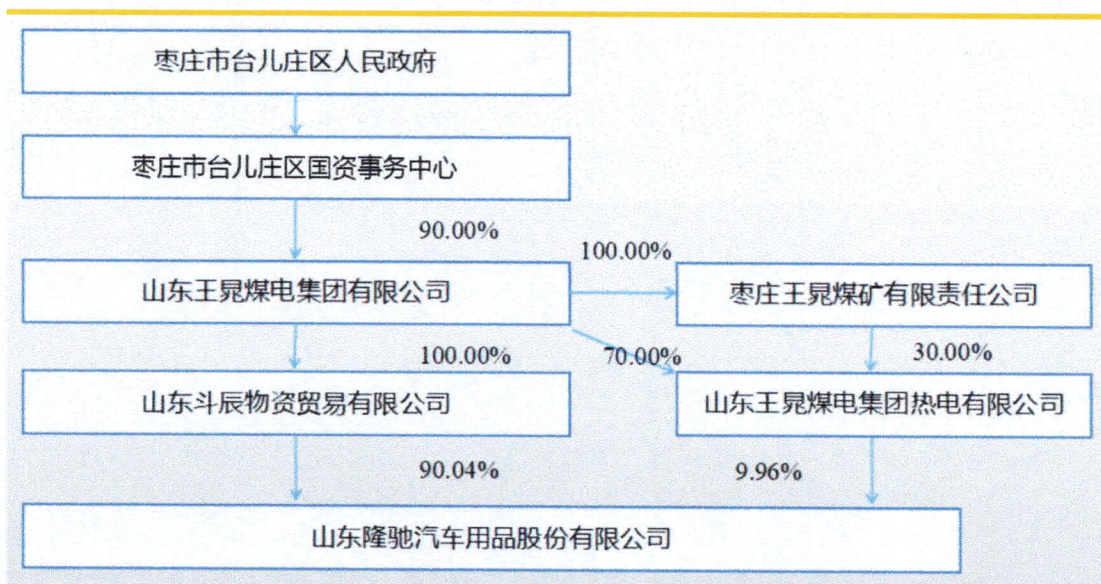 枣庄市台儿庄区人民政府
枣庄市台儿庄区国资事务中心
90.00%
100.00%
山东王晁煤电集团有限公司
枣庄王晁煤矿有限责任公司
100.00%
70.00%
30.00%
山东斗辰物资贸易有限公司
山东王晁煤电集团热电有限公司
90.04%
9.96%
山东隆驰汽车用品股份有限公司